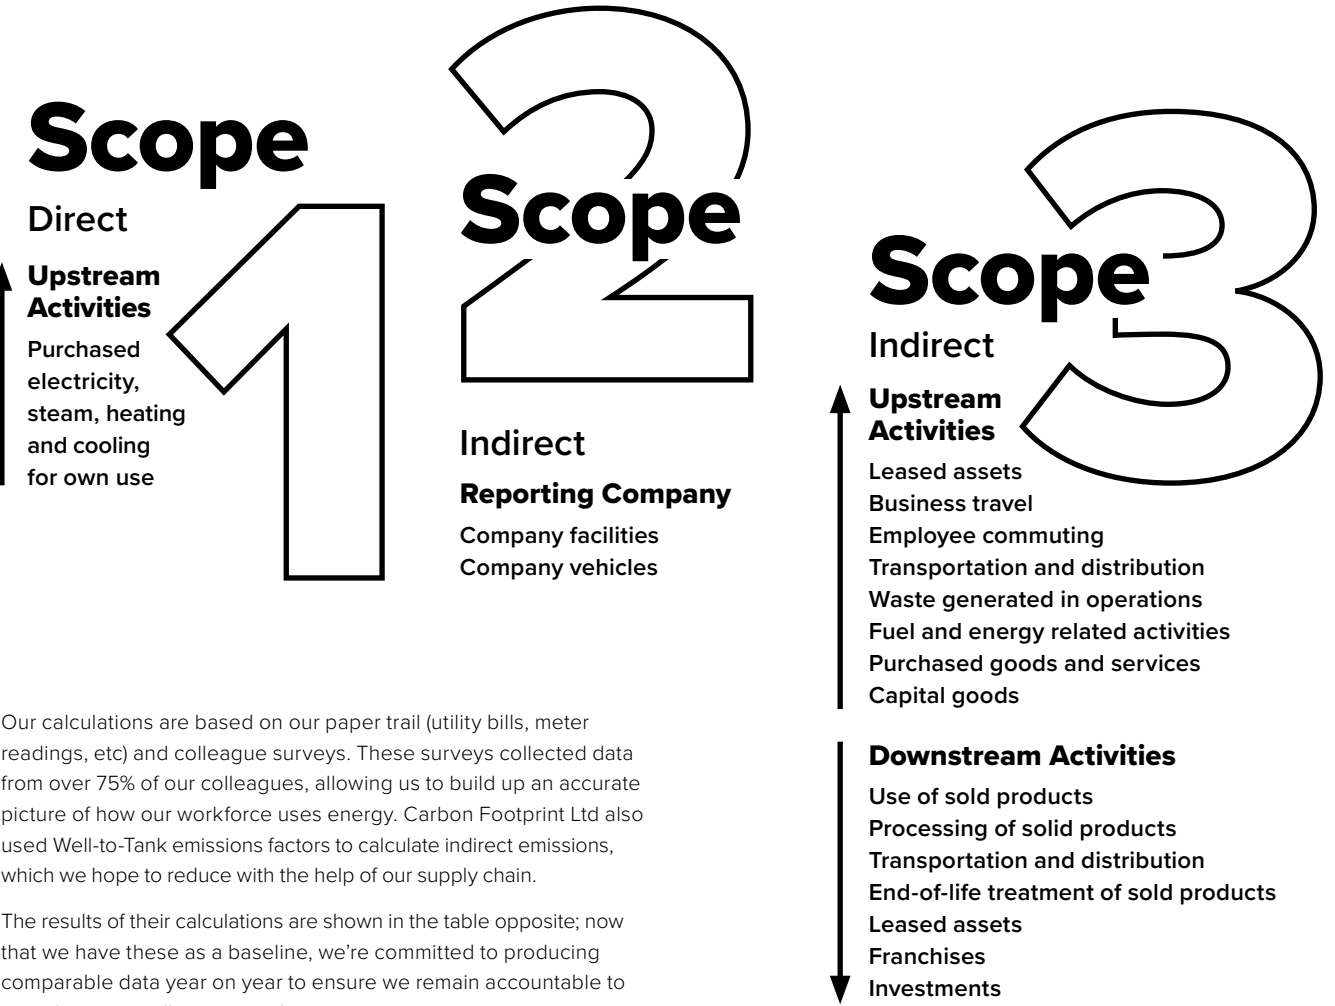 Scope
1
Direct
Upstream
Activities
Purchased
electricity,
steam, heating
and cooling
for own use
2
Scope
Indirect
Reporting Company
Company facilities
Company vehicles
3
Scope
Indirect
Upstream
Activities
Leased assets
Business travel
Employee commuting
Transportation and distribution
Waste generated in operations
Fuel and energy related activities
Purchased goods and services
Capital goods
Downstream Activities
Use of sold products
Processing of solid products
Transportation and distribution
End-of-life treatment of sold products
Leased assets
Franchises
Investments
Our calculations are based on our paper trail (utility bills, meter
readings, etc) and colleague surveys. These surveys collected data
from over 75% of our colleagues, allowing us to build up an accurate
picture of how our workforce uses energy. Carbon Footprint Ltd also
used Well-to-Tank emissions factors to calculate indirect emissions,
which we hope to reduce with the help of our supply chain.
The results of their calculations are shown in the table opposite; now
that we have these as a baseline, we’re committed to producing
comparable data year on year to ensure we remain accountable to